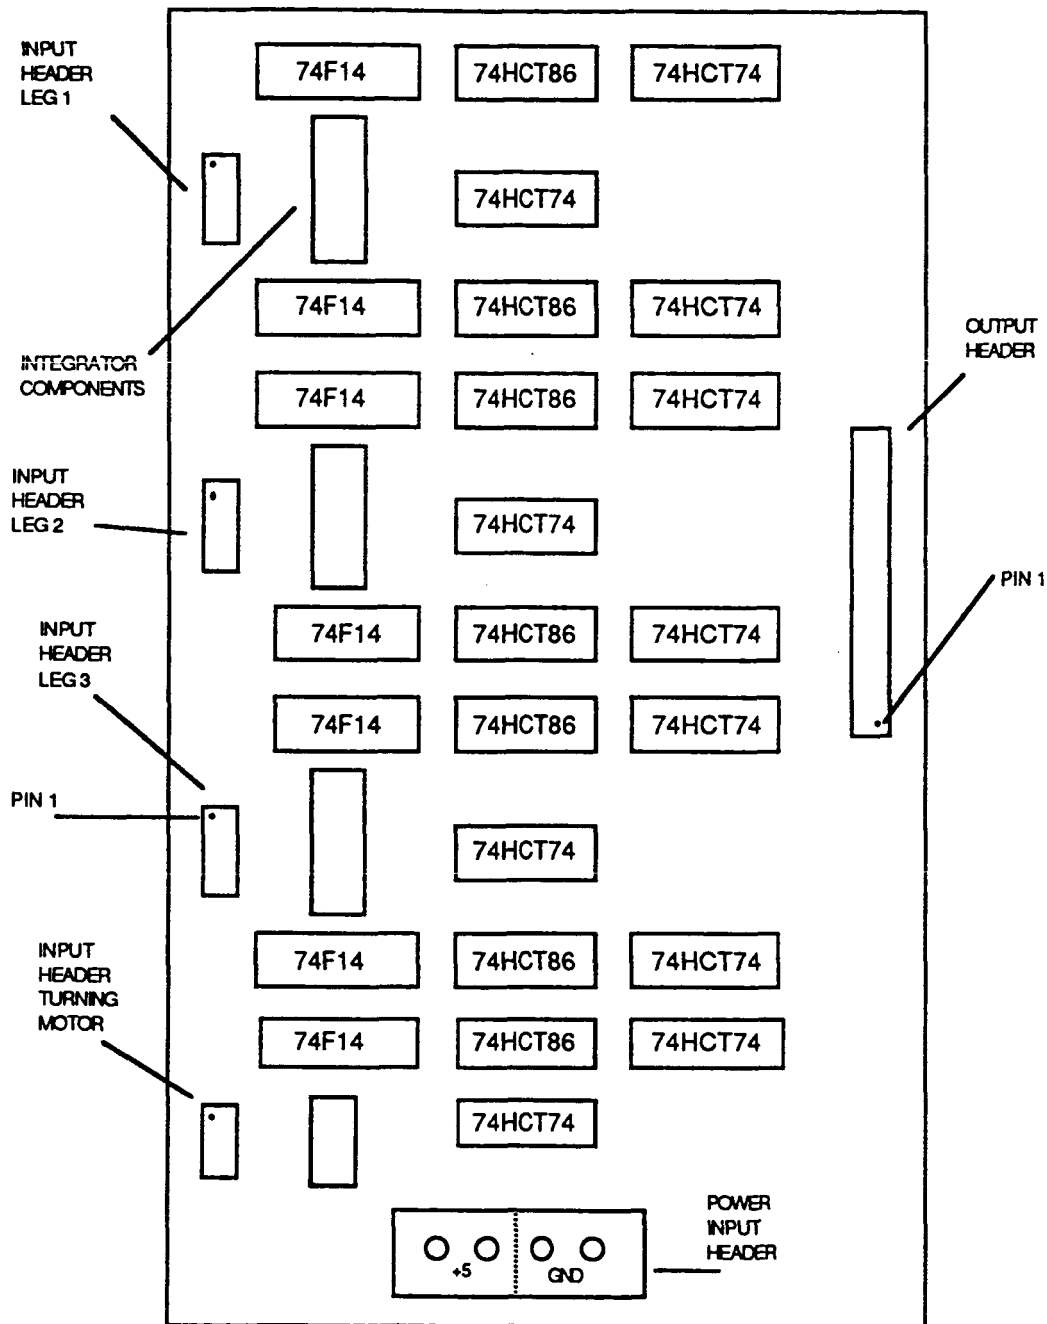 INPUT
HEADER
LEG 1
74F14 74HCT86 74HCT74
74HCT74
74F14 74HCT86 74HCT74
INTEGRATOR
COMPONENTS
OUTPUT
HEADER
74F14 74HCT86 74HCT74
INPUT
HEADER
LEG 2
74HCT74
PIN 1
74F14 74HCT86 74HCT74
INPUT
HEADER
LEG 3
74F14 74HCT86 74HCT74
PIN 1
74HCT74
74F14 74HCT86 74HCT74
INPUT
HEADER
TURNING
MOTOR
74F14 74HCT86 74HCT74
74HCT74
POWER
INPUT
HEADER
+5 GND